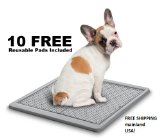 10 FREE
Reusable Pads Included
FREE SHIPPING
mainland
USA!